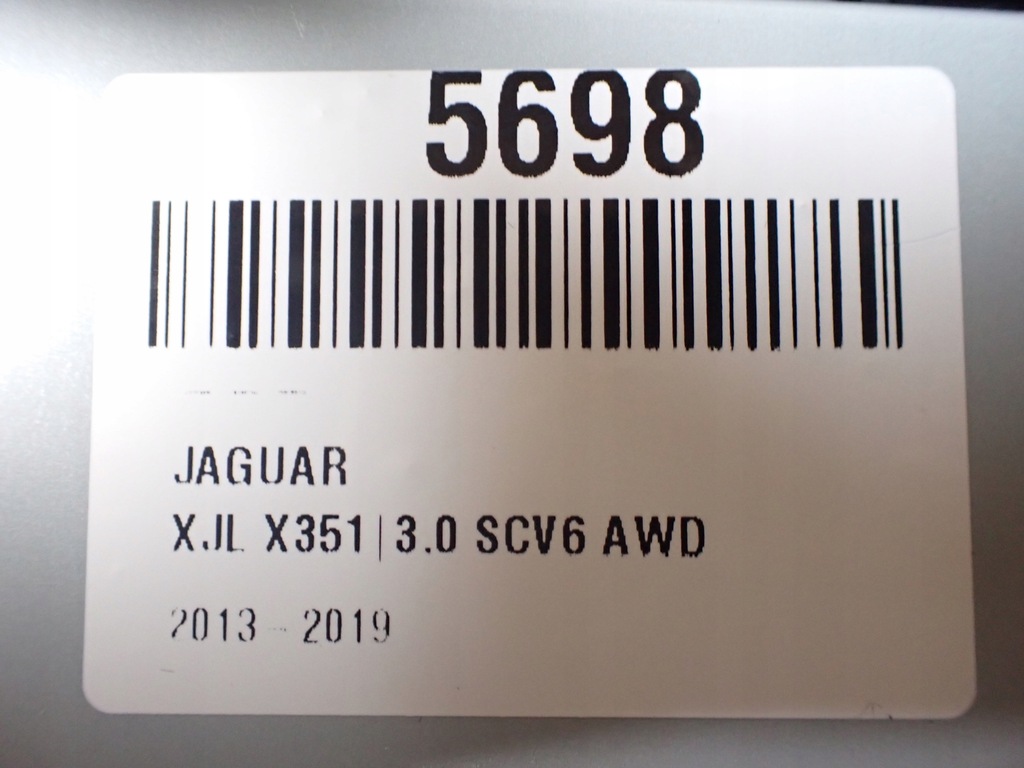 5698
JAGUAR
XJL X351 | 3.0 SCV6 AWD
2013 - 2019